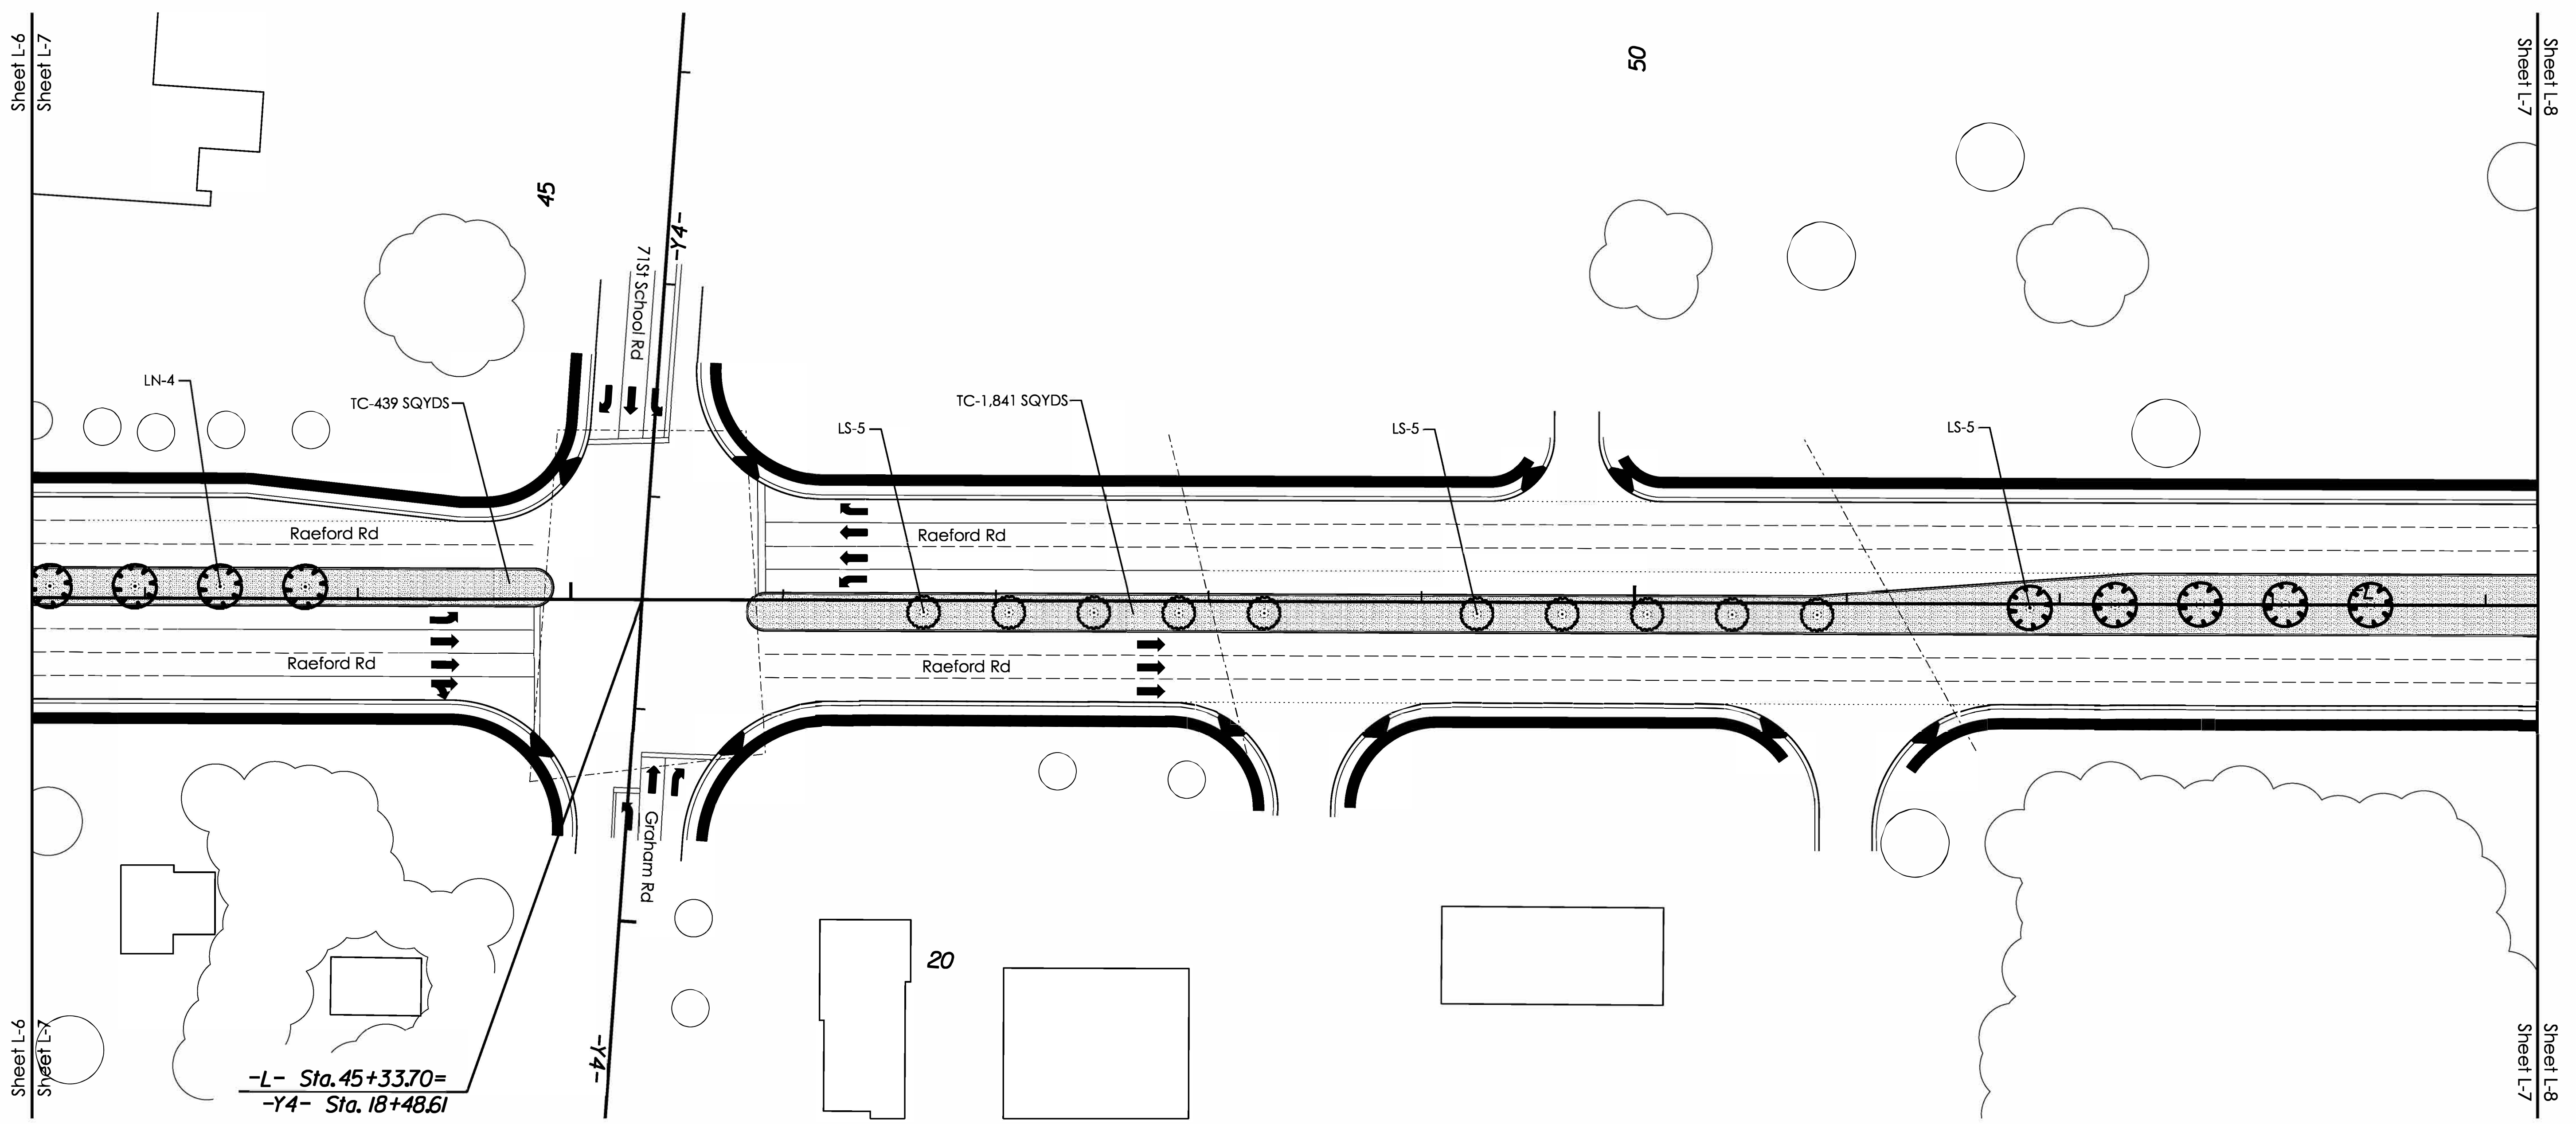 Sheet L-6
Sheet L-7
Sheet L-8
Sheet L-7
50
45
-Y4-
71St School Rd
LN-4
TC-439 SQYDS
LS-5
TC-1,841 SQYDS
LS-5
LS-5
Raeford Rd
Raeford Rd
L
Raeford Rd
Raeford Rd
Graham Rd
20
-Y4-
-L- Sta. 45+33.70=
-Y4- Sta. 18+48.61
Sheet L-6
Sheet L-7
Sheet L-8
Sheet L-7